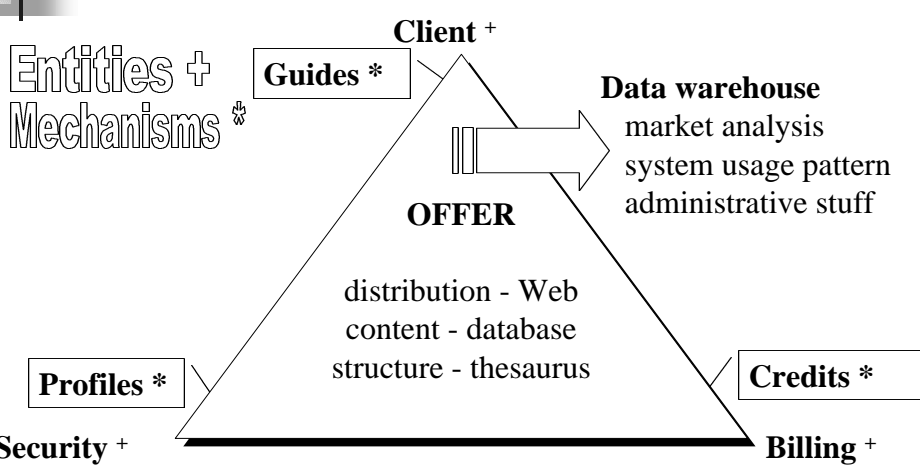 Client +
Entities +
Mechanisms *
Guides *
Data warehouse
market analysis
system usage pattern
administrative stuff
OFFER
distribution - Web
content - database
structure - thesaurus
Profiles *
Credits *
Security +
Billing +